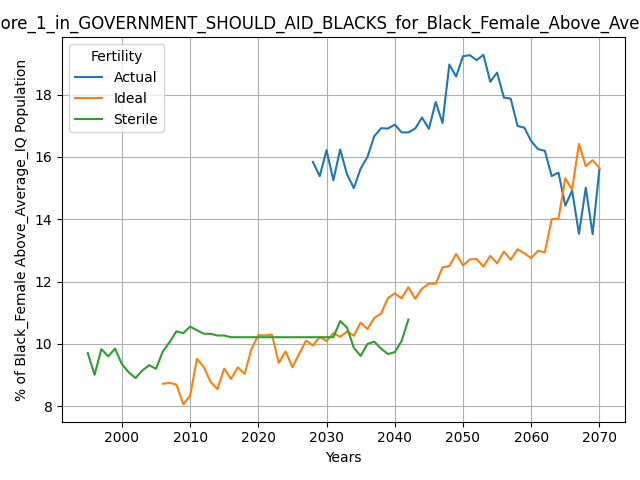 ore_1_in_GOVERNMENT_SHOULD_AID_BLACKS_for_Black_Female_Above_Ave
Fertility
Actual
Ideal
Sterile
% of Black_Female Above_Average_IQ Population
18
16
14
12
10
8
2000 2010 2020 2030 2040 2050 2060 2070
Years